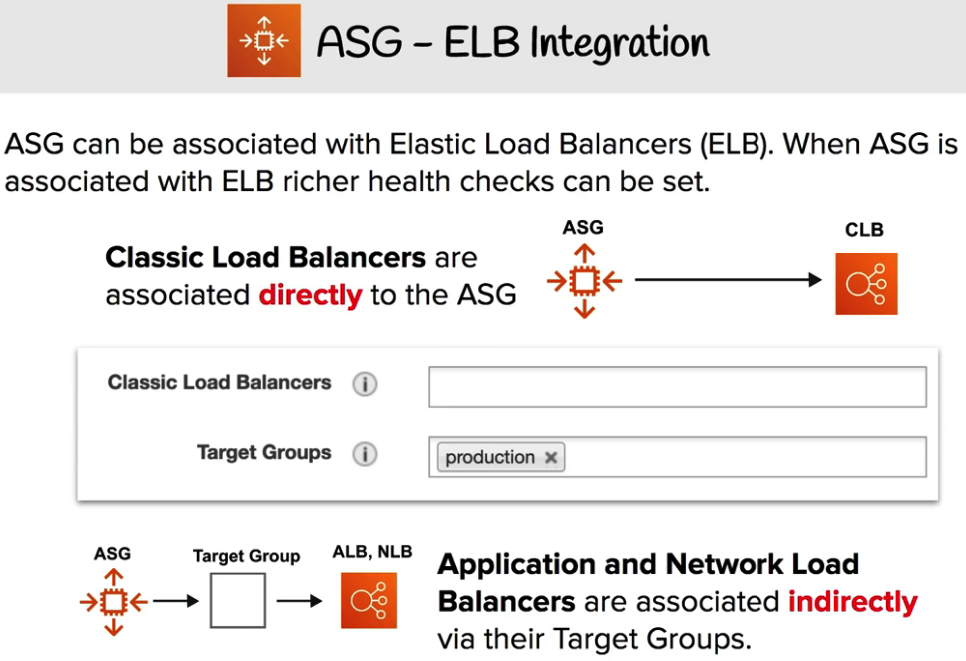 ASG – ELB Integration
ASG can be associated with Elastic Load Balancers (ELB). When ASG is
associated with ELB richer health checks can be set.
Classic Load Balancers are
associated directly to the ASG
ASG
CLB
Classic Load Balancers i
Target Groups i production ×
ASG
Target Group
ALB, NLB
Application and Network Load
Balancers are associated indirectly
via their Target Groups.